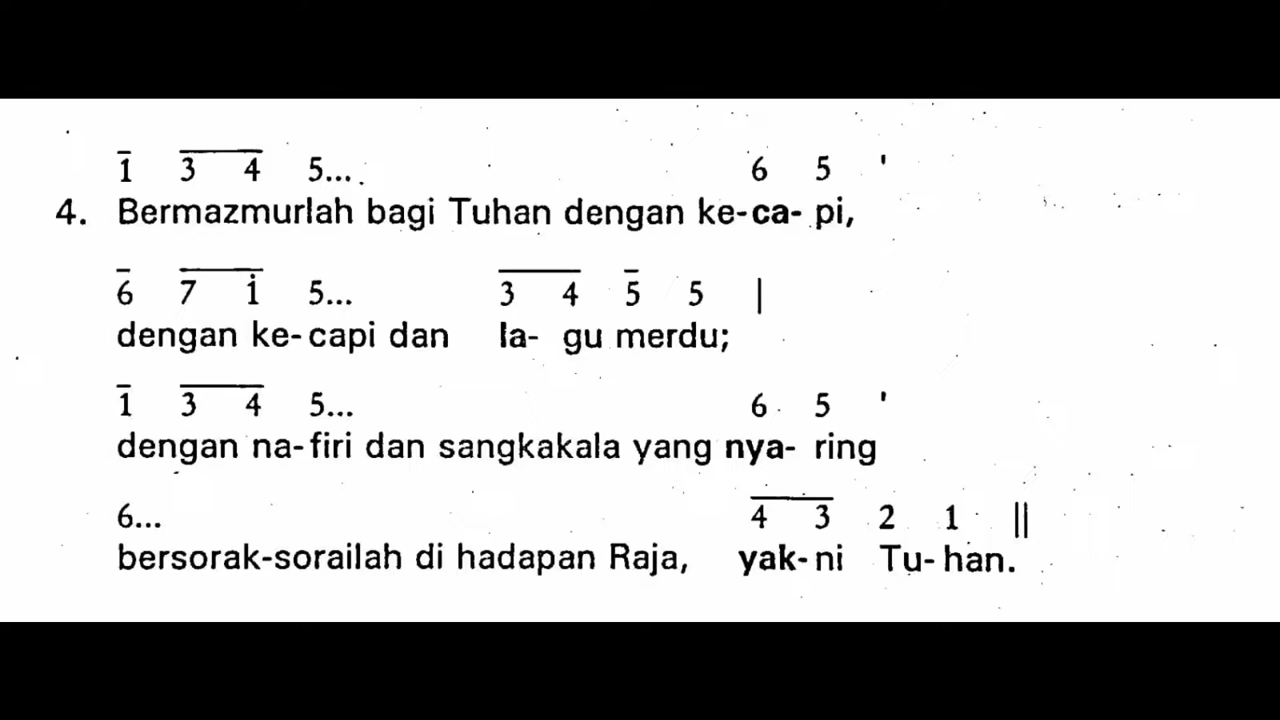 1̅ 3̅ 4̅ 5... 6 5 '
4. Bermazmurlah bagi Tuhan dengan ke-ca- pi,
6̅ 7̅ i̅ 5... 3̅ 4̅ 5̅ 5 |
dengan ke-capi dan la- gu merdu;
1̅ 3̅ 4̅ 5... 6 5 '
dengan na-firi dan sangkakala yang nya- ring
6... 4̅ 3̅ 2 1 ||
bersorak-sorailah di hadapan Raja, yak- ni Tu- han.